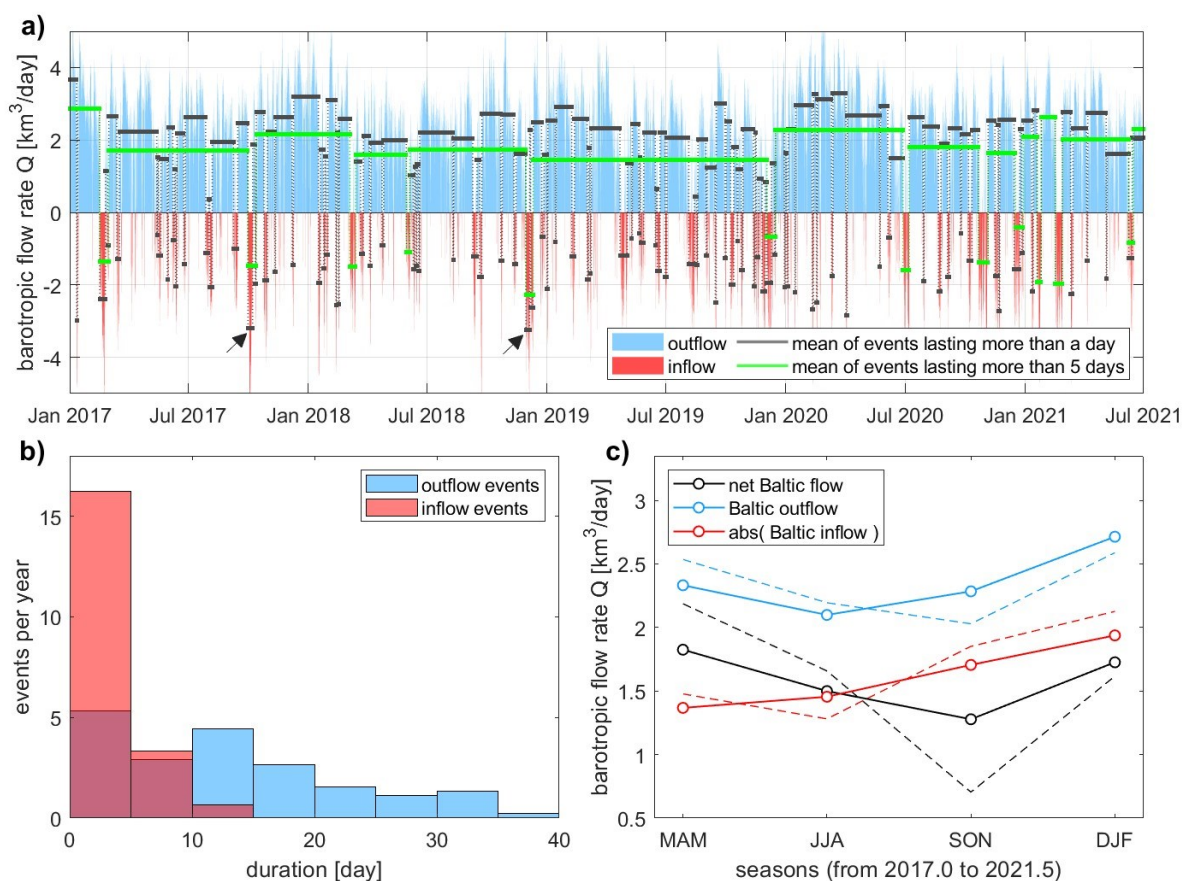 a)
barotropic flow rate Q [km³/day]
4
2
0
-2
-4
outflow
mean of events lasting more than a day
inflow
mean of events lasting more than 5 days
Jan 2017
Jul 2017
Jan 2018
Jul 2018
Jan 2019
Jul 2019
Jan 2020
Jul 2020
Jan 2021
Jul 2021
b)
events per year
15
10
5
0
outflow events
inflow events
0
10
20
30
40
duration [day]
c)
barotropic flow rate Q [km³/day]
3
2.5
2
1.5
1
0.5
net Baltic flow
Baltic outflow
abs( Baltic inflow )
MAM
JJA
SON
DJF
seasons (from 2017.0 to 2021.5)